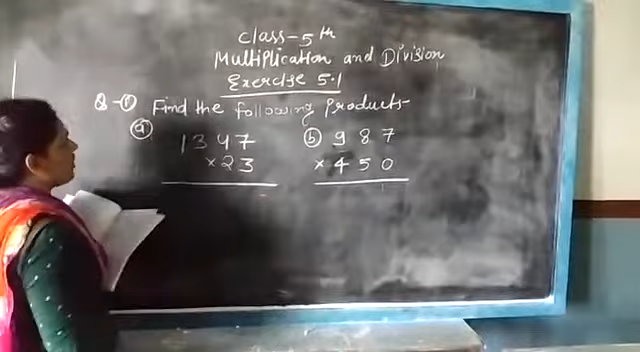 Class-5th
Multiplication and Division
Exercise 5.1
Q-① Find the following Products-
ⓐ 1347 ⓑ 987
×23 ×450